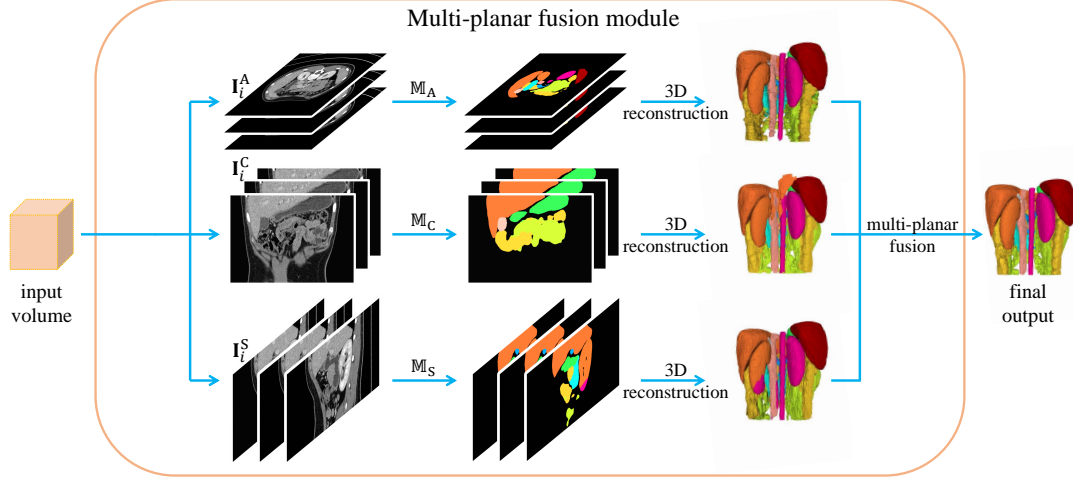 Multi-planar fusion module
I_i^A
𝕄_A
3D
reconstruction
I_i^C
𝕄_C
3D
reconstruction
multi-planar
fusion
input
volume
final
output
I_i^S
𝕄_S
3D
reconstruction